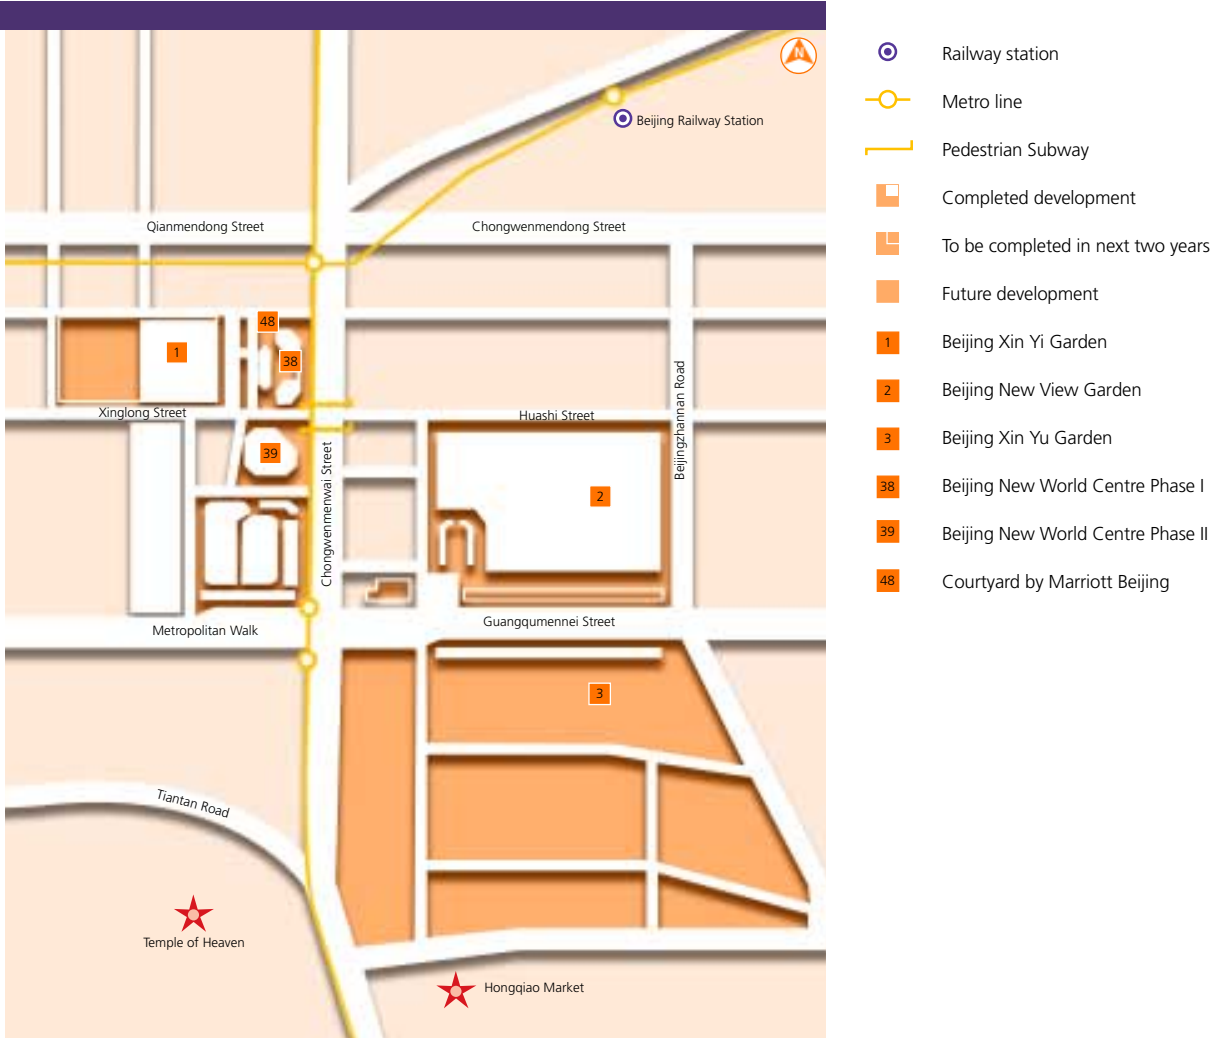 N
Beijing Railway Station
Qianmendong Street
Chongwenmendong Street
48
1
38
Xinglong Street
Huashi Street
Beijingzhannan Road
39
Chongwenmenwai Street
2
Metropolitan Walk
Guangqumennei Street
3
Tiantan Road
Temple of Heaven
Hongqiao Market
Railway station
Metro line
Pedestrian Subway
Completed development
To be completed in next two years
Future development
1 Beijing Xin Yi Garden
2 Beijing New View Garden
3 Beijing Xin Yu Garden
38 Beijing New World Centre Phase I
39 Beijing New World Centre Phase II
48 Courtyard by Marriott Beijing